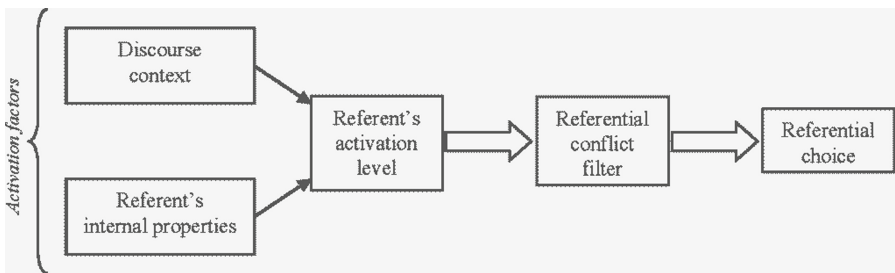 Activation factors
Discourse
context
Referent's
internal properties
Referent's
activation
level
Referential
conflict
filter
Referential
choice